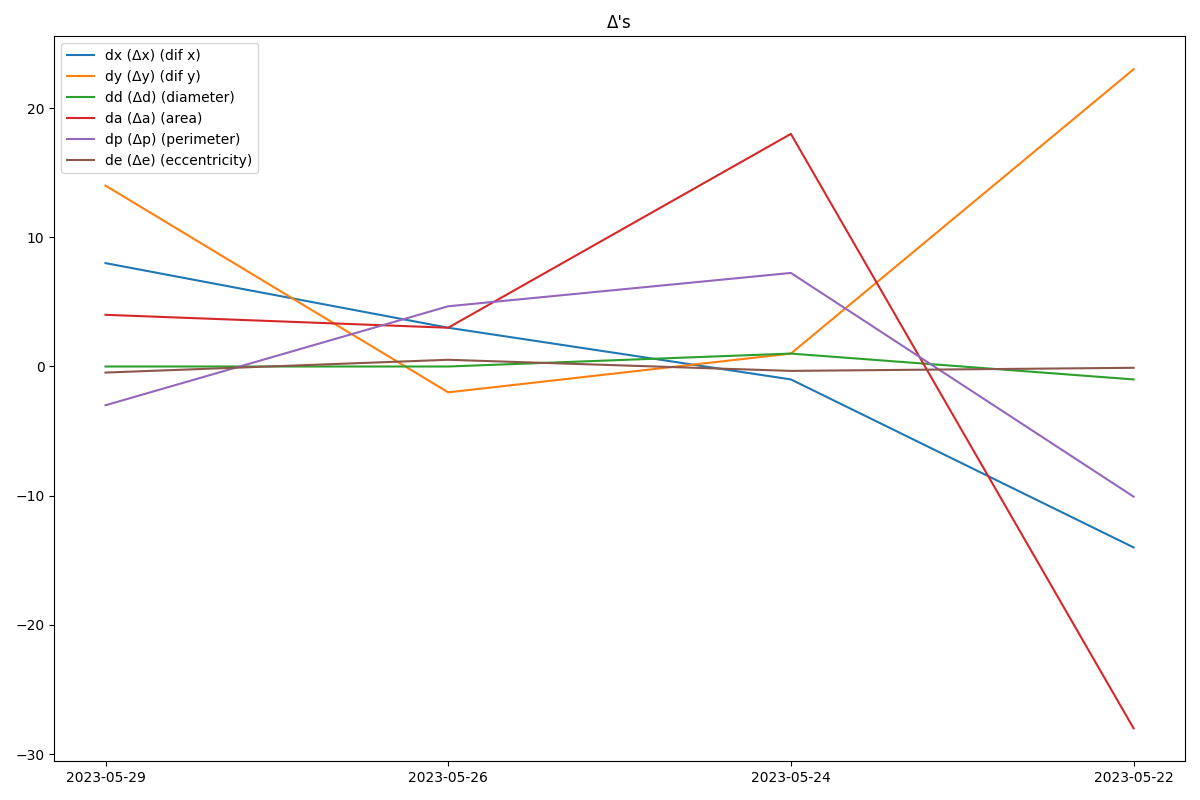 Δ's
dx (Δx) (dif x)
dy (Δy) (dif y)
dd (Δd) (diameter)
da (Δa) (area)
dp (Δp) (perimeter)
de (Δe) (eccentricity)
20
10
0
−10
−20
−30
2023-05-29 2023-05-26 2023-05-24 2023-05-22